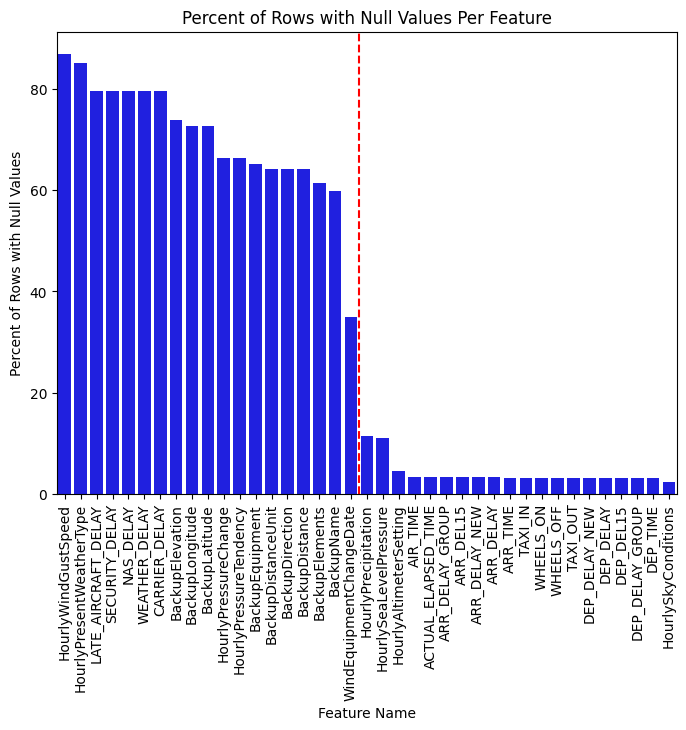 Percent of Rows with Null Values Per Feature
Percent of Rows with Null Values
80
60
40
20
0
HourlyWindGustSpeed
HourlyPresentWeatherType
LATE_AIRCRAFT_DELAY
SECURITY_DELAY
NAS_DELAY
WEATHER_DELAY
CARRIER_DELAY
BackupElevation
BackupLongitude
BackupLatitude
HourlyPressureChange
HourlyPressureTendency
BackupEquipment
BackupDistanceUnit
BackupDirection
BackupDistance
BackupElements
BackupName
WindEquipmentChangeDate
HourlyPrecipitation
HourlySeaLevelPressure
HourlyAltimeterSetting
AIR_TIME
ACTUAL_ELAPSED_TIME
ARR_DELAY_GROUP
ARR_DEL15
ARR_DELAY_NEW
ARR_DELAY
ARR_TIME
TAXI_IN
WHEELS_ON
WHEELS_OFF
TAXI_OUT
DEP_DELAY_NEW
DEP_DELAY
DEP_DEL15
DEP_DELAY_GROUP
DEP_TIME
HourlySkyConditions
Feature Name